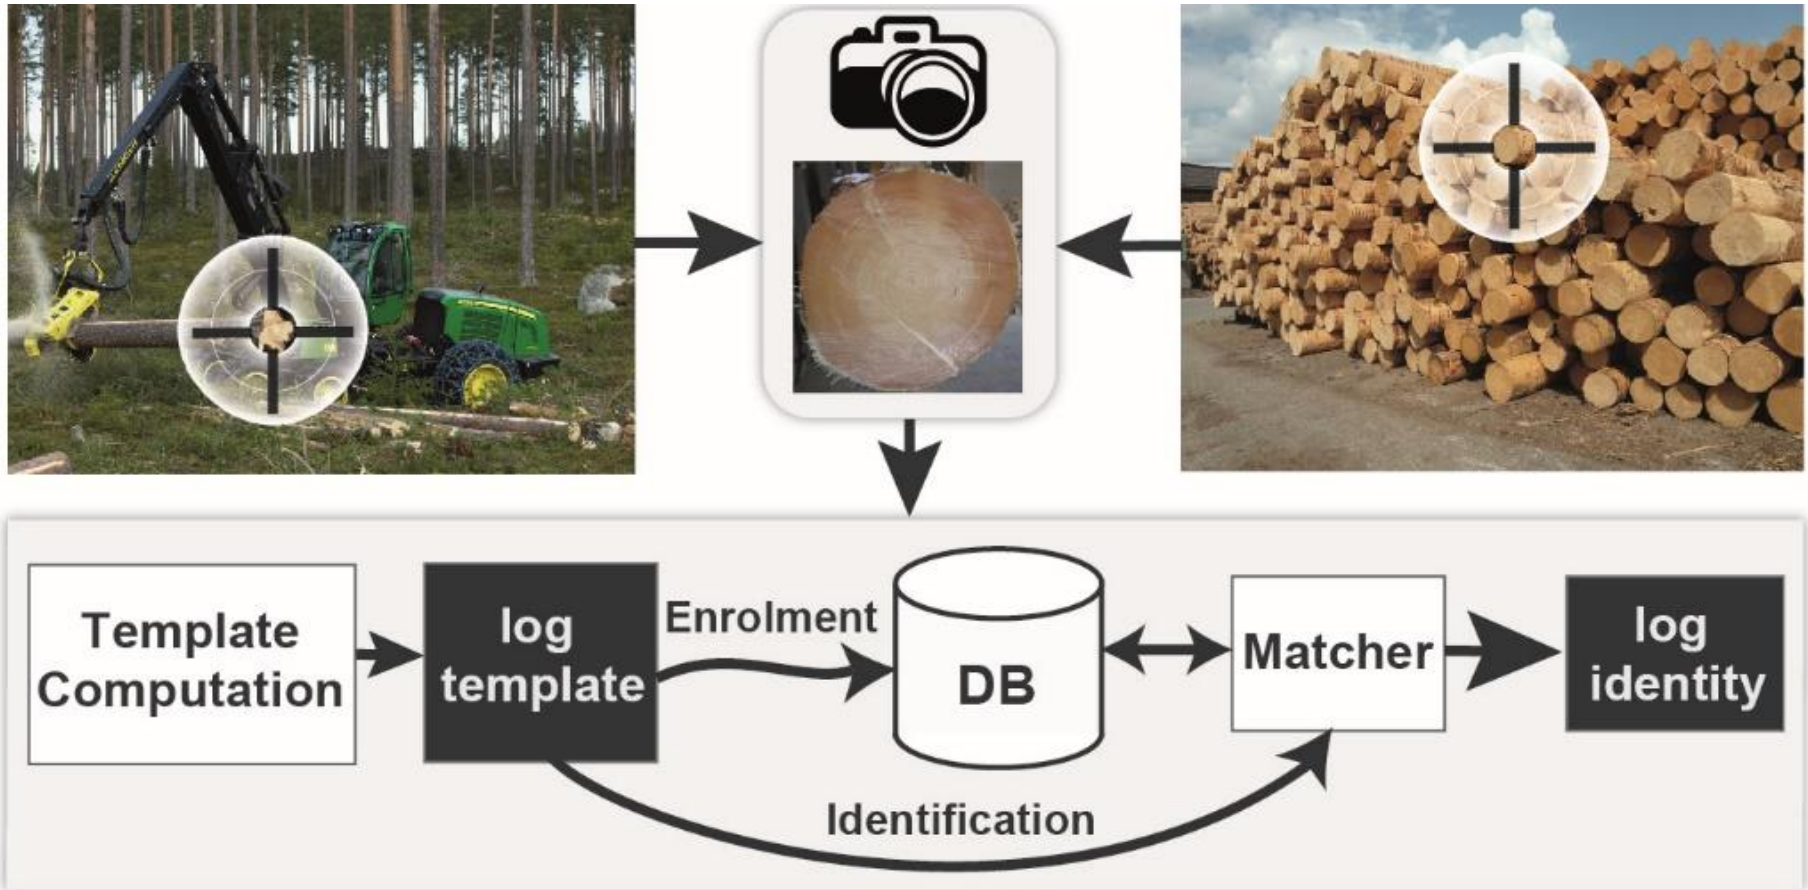 Template
Computation
log
template
Enrolment
DB
Matcher
log
identity
Identification